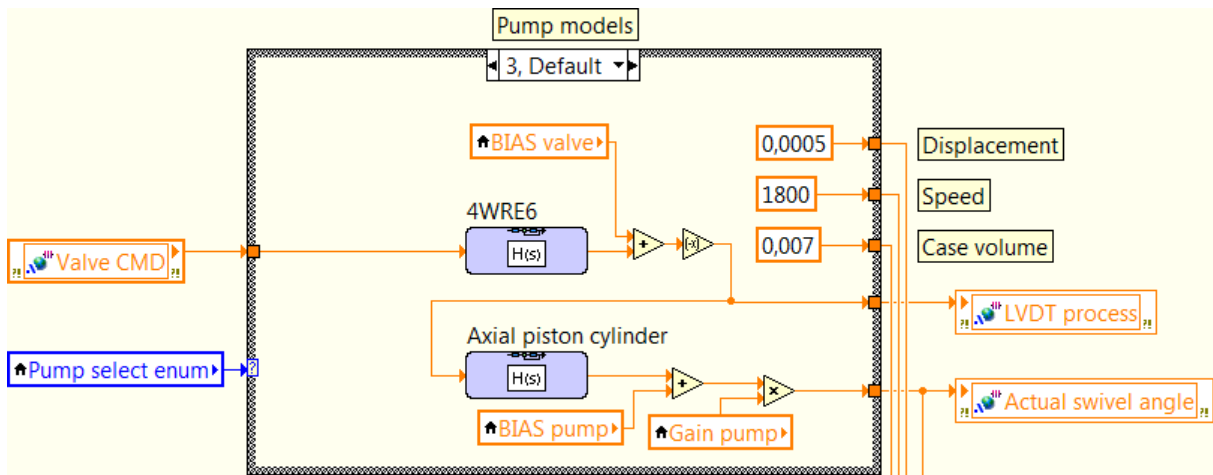 Pump models
3, Default
BIAS valve
0,0005
Displacement
1800
Speed
4WRE6
H(s)
+
[-x]
0,007
Case volume
?!
Valve CMD
?!
?!
LVDT process
?!
Axial piston cylinder
Pump select enum
?
H(s)
+
x
?!
Actual swivel angle
?!
BIAS pump
Gain pump